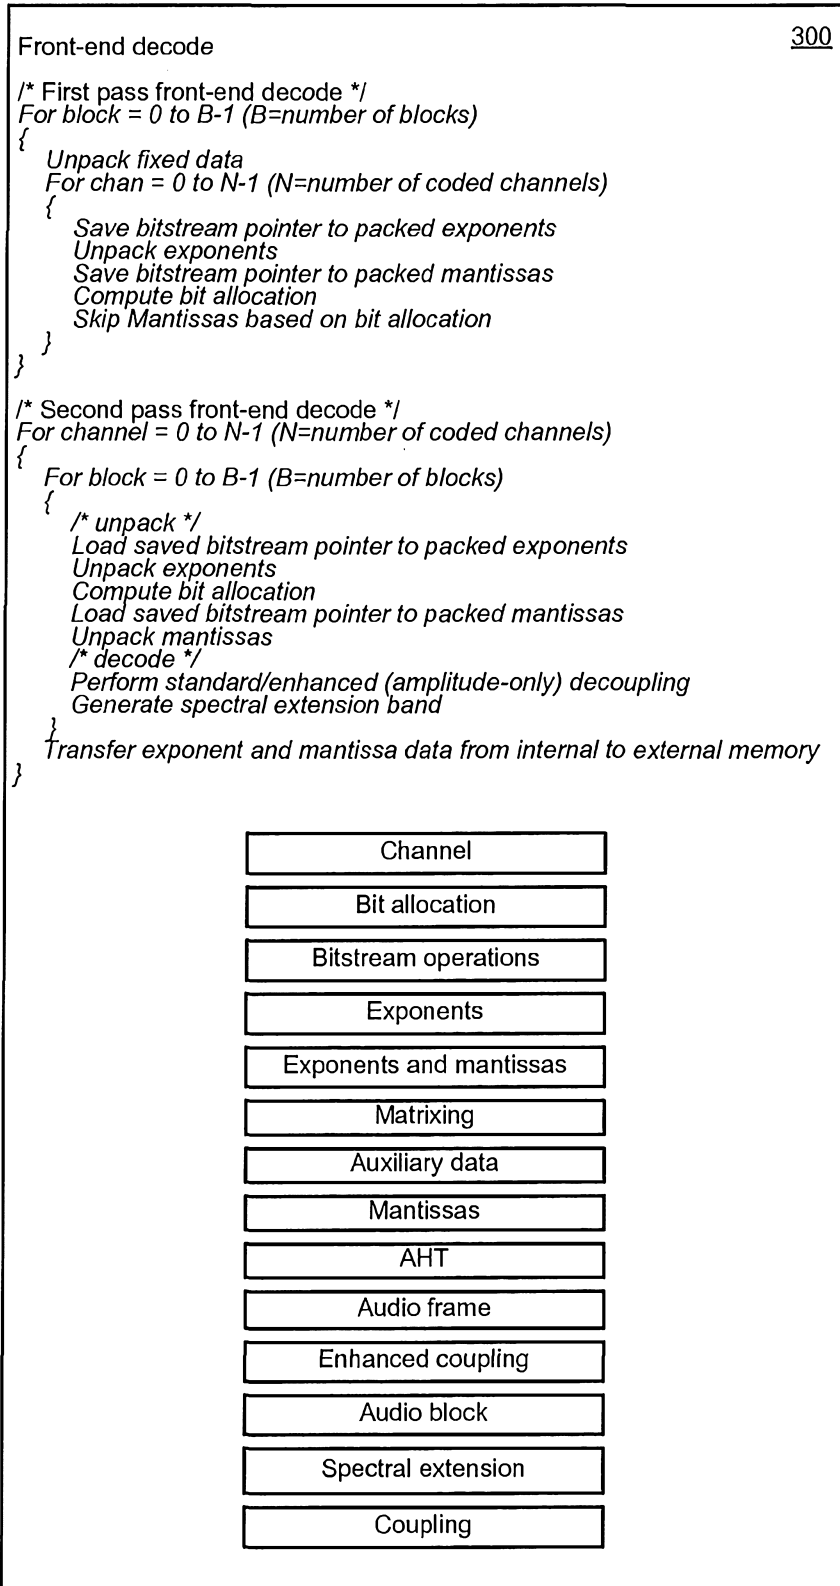 300
Front-end decode
/* First pass front-end decode */
For block = 0 to B-1 (B=number of blocks)
{
Unpack fixed data
For chan = 0 to N-1 (N=number of coded channels)
{
Save bitstream pointer to packed exponents
Unpack exponents
Save bitstream pointer to packed mantissas
Compute bit allocation
Skip Mantissas based on bit allocation
}
}
/* Second pass front-end decode */
For channel = 0 to N-1 (N=number of coded channels)
{
For block = 0 to B-1 (B=number of blocks)
{
/* unpack */
Load saved bitstream pointer to packed exponents
Unpack exponents
Compute bit allocation
Load saved bitstream pointer to packed mantissas
Unpack mantissas
/* decode */
Perform standard/enhanced (amplitude-only) decoupling
Generate spectral extension band
}
Transfer exponent and mantissa data from internal to external memory
}
Channel
Bit allocation
Bitstream operations
Exponents
Exponents and mantissas
Matrixing
Auxiliary data
Mantissas
AHT
Audio frame
Enhanced coupling
Audio block
Spectral extension
Coupling